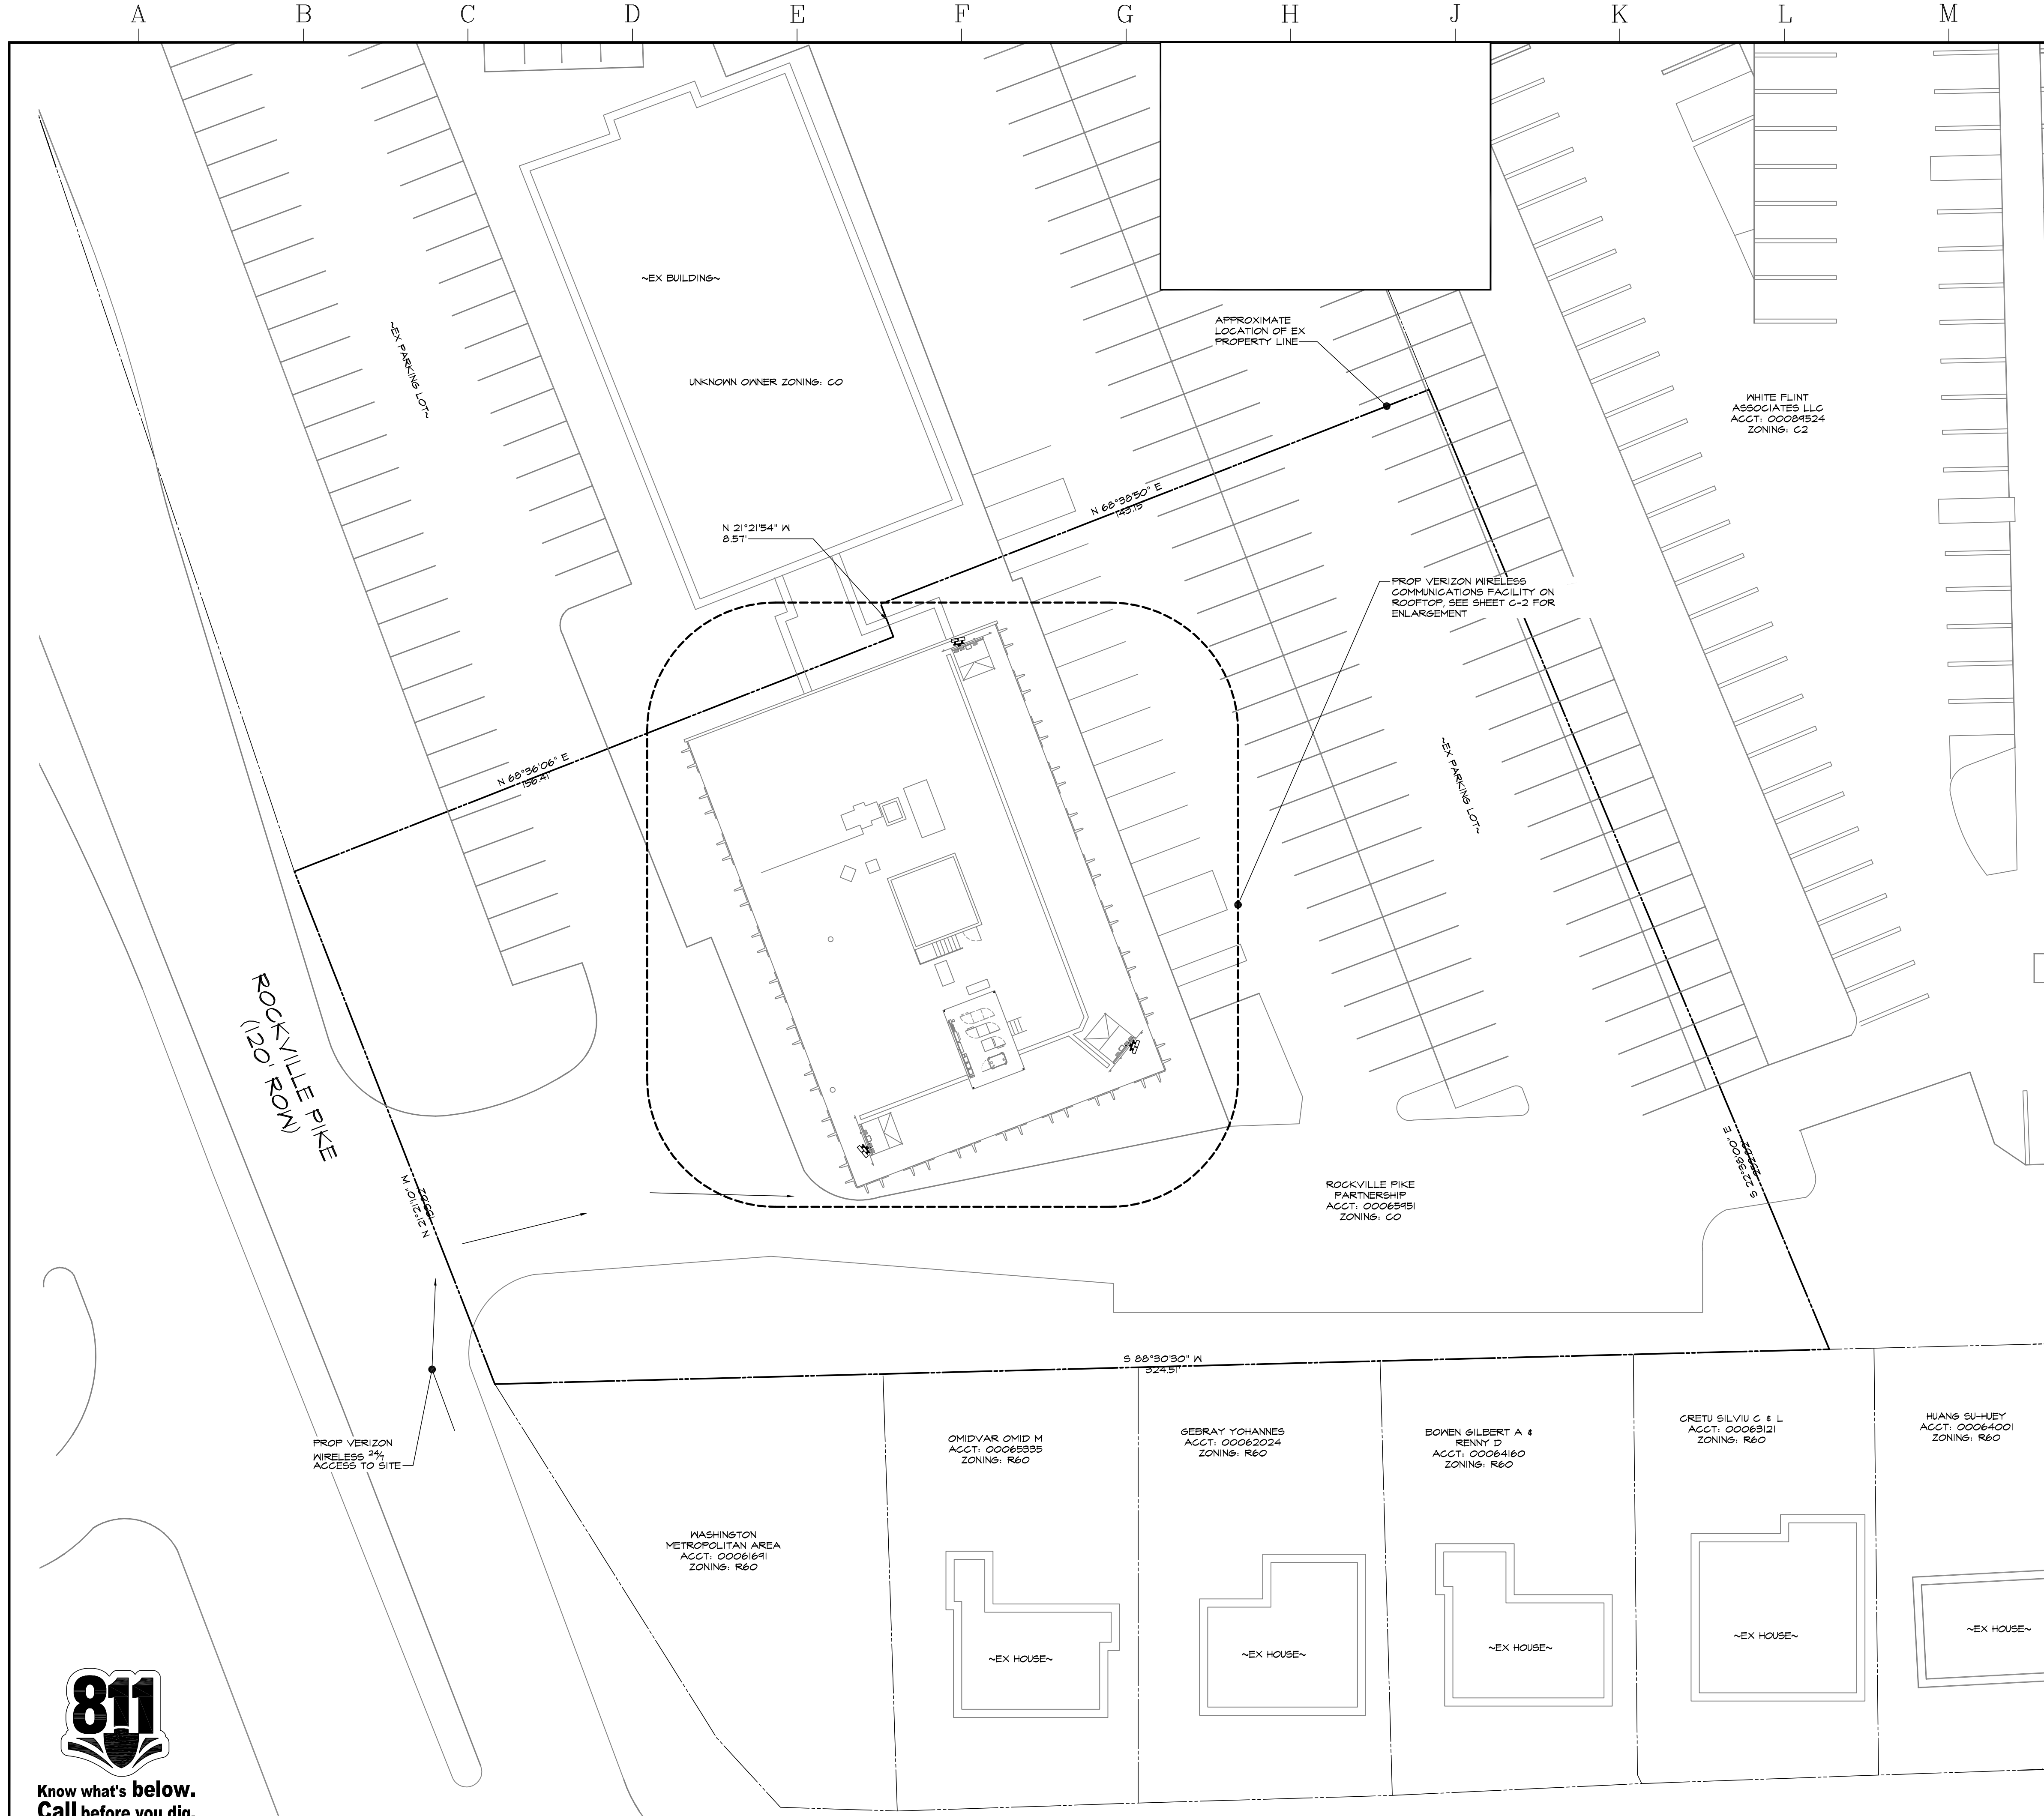 A B C D E F G H J K L M
~EX BUILDING~
APPROXIMATE
LOCATION OF EX
PROPERTY LINE
~EX PARKING LOT~
UNKNOWN OWNER ZONING: CO
WHITE FLINT
ASSOCIATES LLC
ACCT: 00089524
ZONING: C2
N 68°38'50" E
143.15'
N 21°21'54" W
8.57'
PROP VERIZON WIRELESS
COMMUNICATIONS FACILITY ON
ROOFTOP, SEE SHEET C-2 FOR
ENLARGEMENT
N 68°36'06" E
156.41'
~EX PARKING LOT~
ROCKVILLE PIKE
(120' ROW)
N 21°21'10" W
S 22°38'00" E
ROCKVILLE PIKE
PARTNERSHIP
ACCT: 00065951
ZONING: CO
S 88°30'30" W
324.51'
PROP VERIZON
WIRELESS 24/7
ACCESS TO SITE
OMIDVAR OMID M
ACCT: 00065335
ZONING: R60
GEBRAY YOHANNES
ACCT: 00062024
ZONING: R60
BOWEN GILBERT A &
RENNY D
ACCT: 00064160
ZONING: R60
CRETU SILVIU C & L
ACCT: 00063121
ZONING: R60
HUANG SU-HUEY
ACCT: 00064001
ZONING: R60
WASHINGTON
METROPOLITAN AREA
ACCT: 00061691
ZONING: R60
~EX HOUSE~
~EX HOUSE~
~EX HOUSE~
~EX HOUSE~
~EX HOUSE~
811
Know what's below.
Call before you dig.